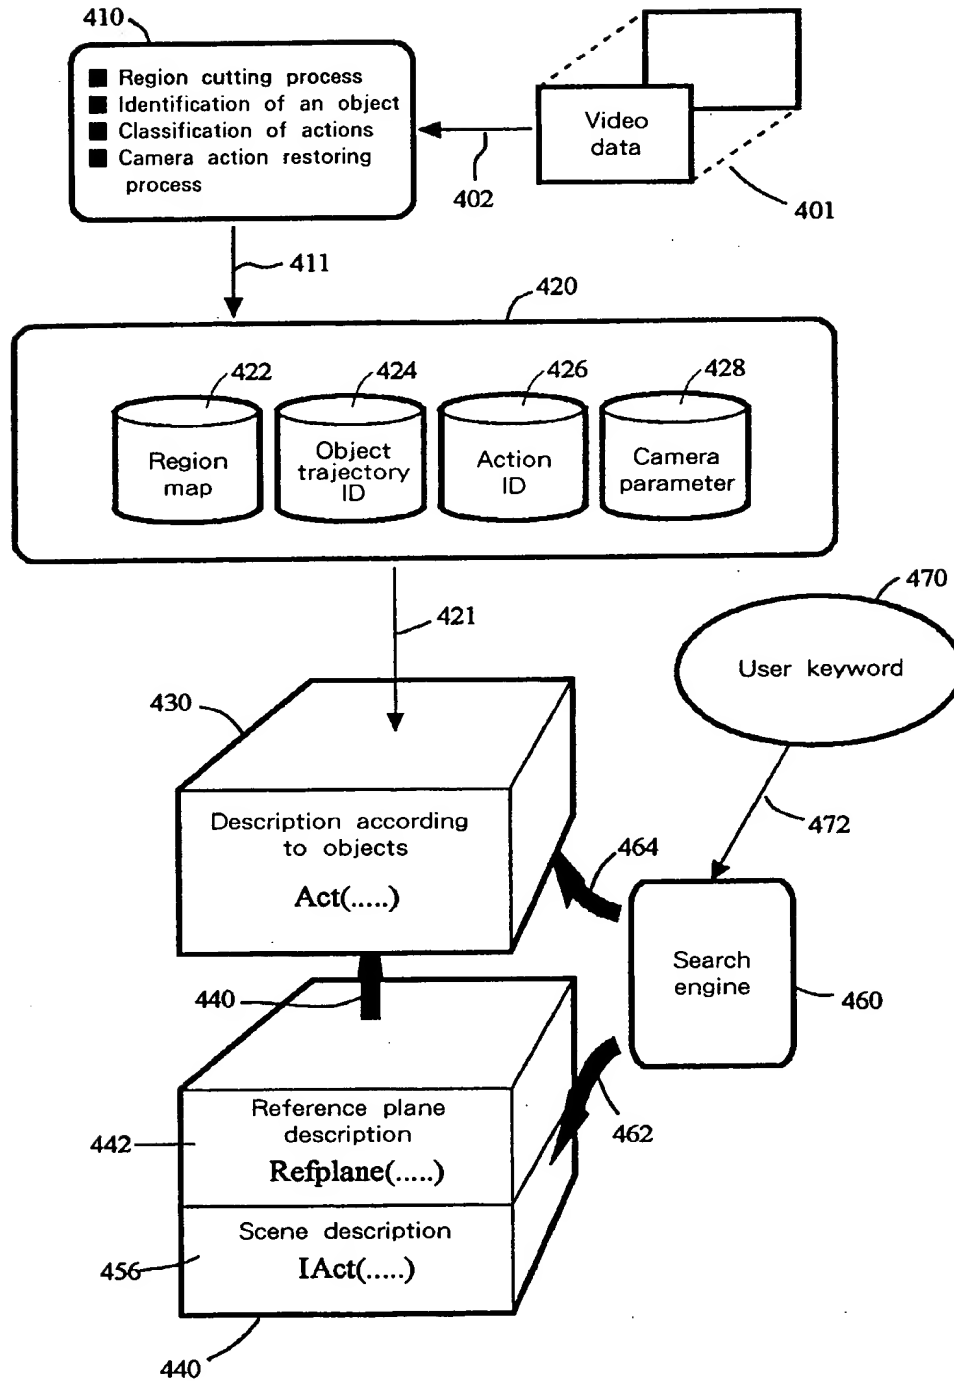 410
Region cutting process
Identification of an object
Classification of actions
Camera action restoring
process
Video
data
402
401
411
420
422
424
426
428
Region
map
Object
trajectory
ID
Action
ID
Camera
parameter
421
470
User keyword
430
472
Description according
to objects
Act(.....)
464
Search
engine
460
440
462
Reference plane
description
Refplane(.....)
442
Scene description
IAct(.....)
456
440